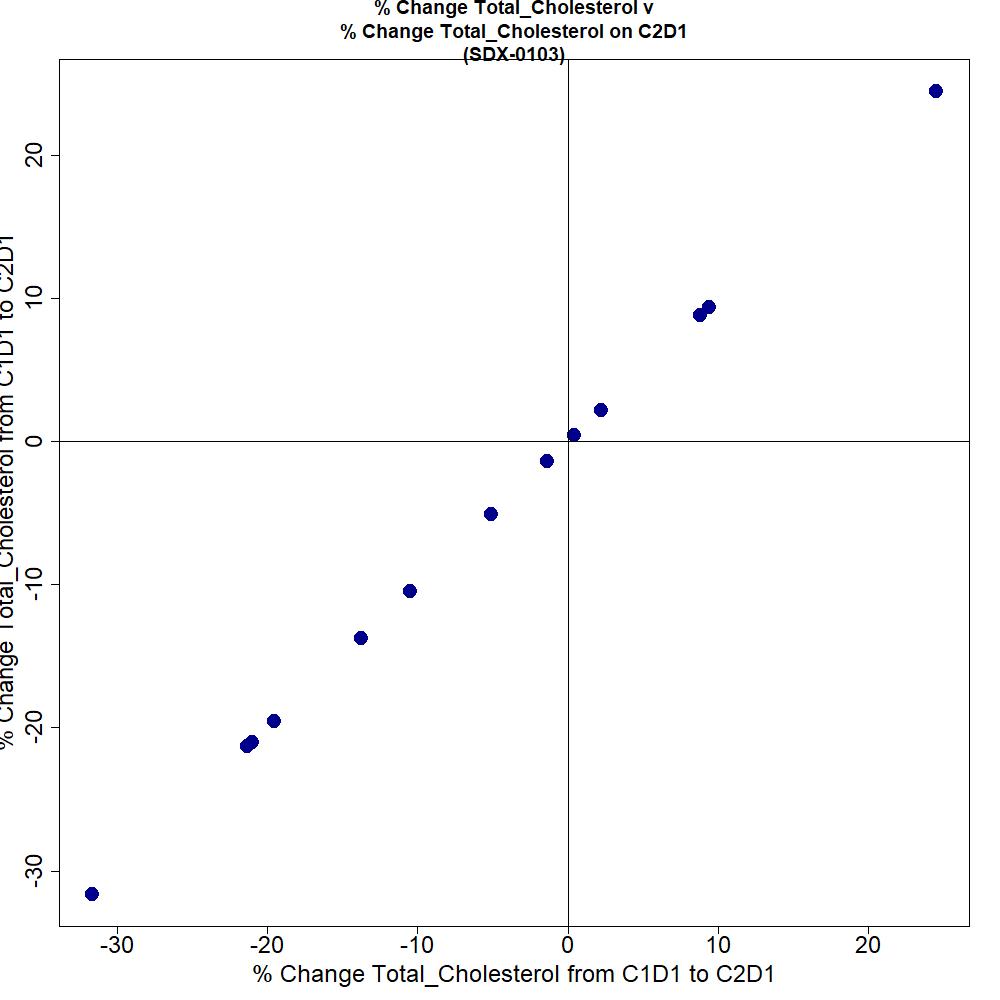 % Change Total_Cholesterol v
% Change Total_Cholesterol on C2D1
(SDX-0103)
% Change Total_Cholesterol from C1D1 to C2D1
20
10
0
-10
-20
-30
-30
-20
-10
0
10
20
% Change Total_Cholesterol from C1D1 to C2D1